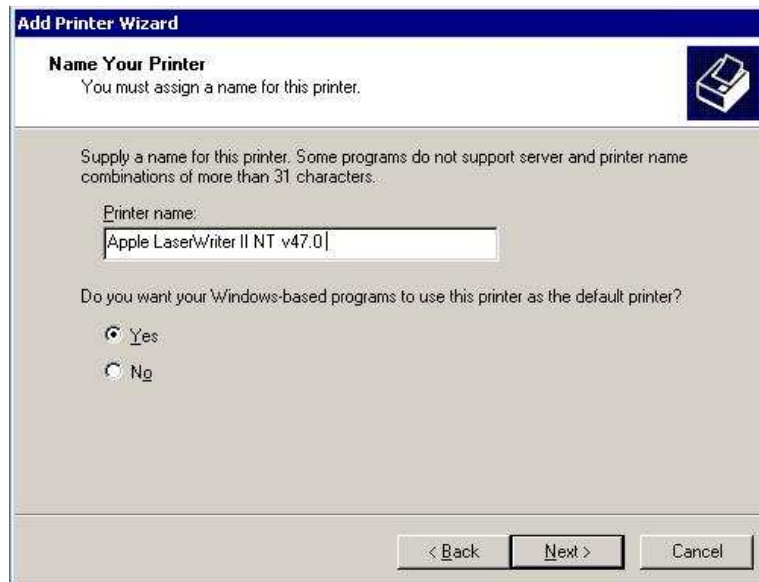 Add Printer Wizard
Name Your Printer
You must assign a name for this printer.
Supply a name for this printer. Some programs do not support server and printer name
combinations of more than 31 characters.
Printer name:
Apple LaserWriter II NT v47.0
Do you want your Windows-based programs to use this printer as the default printer?
Yes
No
< Back Next > Cancel